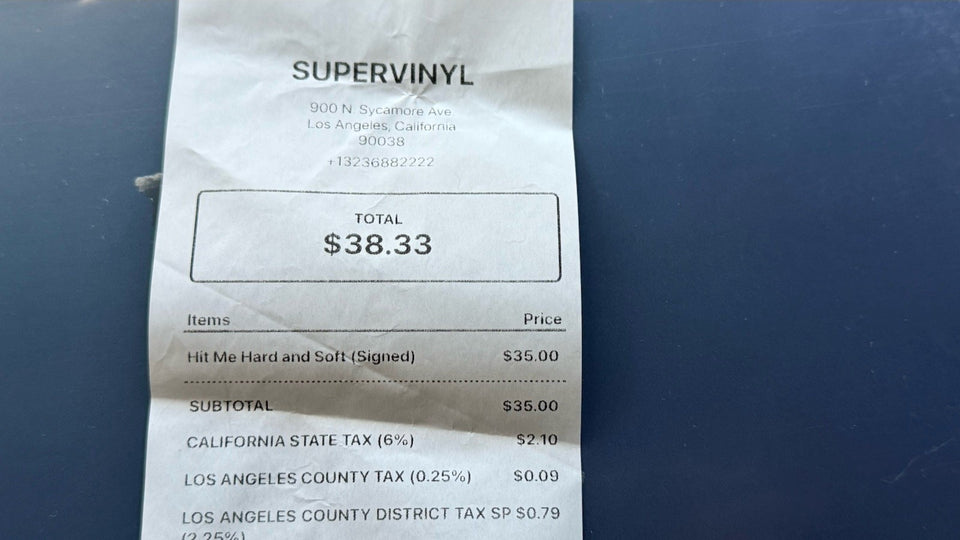 SUPERVINYL
900 N. Sycamore Ave
Los Angeles, California
90038
+13236882222
TOTAL
$38.33
Items Price
Hit Me Hard and Soft (Signed) $35.00
SUBTOTAL $35.00
CALIFORNIA STATE TAX (6%) $2.10
LOS ANGELES COUNTY TAX (0.25%) $0.09
LOS ANGELES COUNTY DISTRICT TAX SP $0.79
(2.25%)